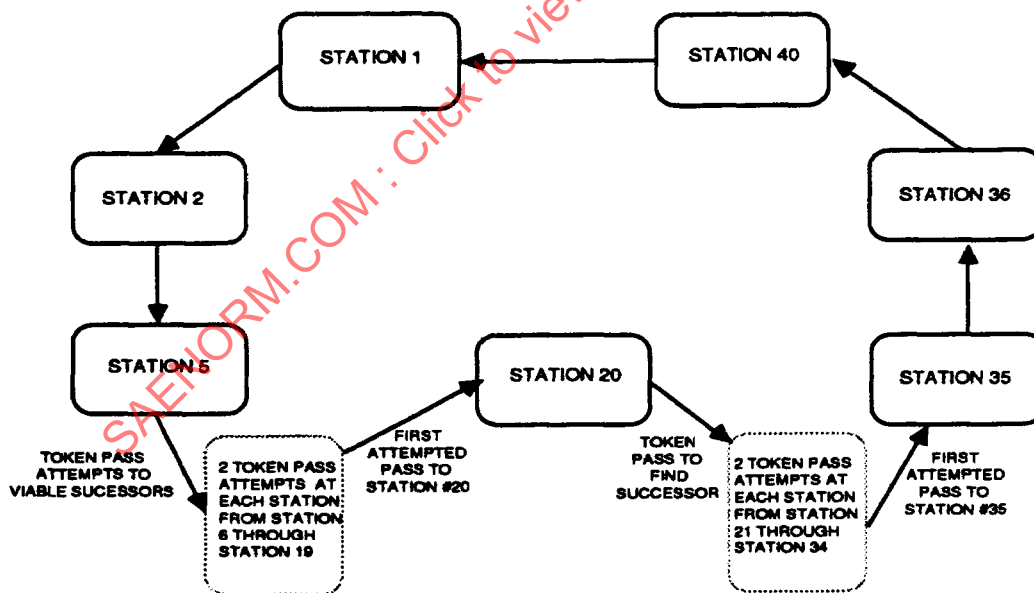 STATION 1
STATION 40
STATION 2
STATION 36
STATION 5
STATION 20
STATION 35
TOKEN PASS
ATTEMPTS TO
VIABLE SUCESSORS
2 TOKEN PASS
ATTEMPTS AT
EACH STATION
FROM STATION
6 THROUGH
STATION 19
FIRST
ATTEMPTED
PASS TO
STATION #20
TOKEN
PASS TO
FIND
SUCCESSOR
2 TOKEN PASS
ATTEMPTS AT
EACH STATION
FROM STATION
21 THROUGH
STATION 34
FIRST
ATTEMPTED
PASS TO
STATION #35
SAENORM.COM : Click to view